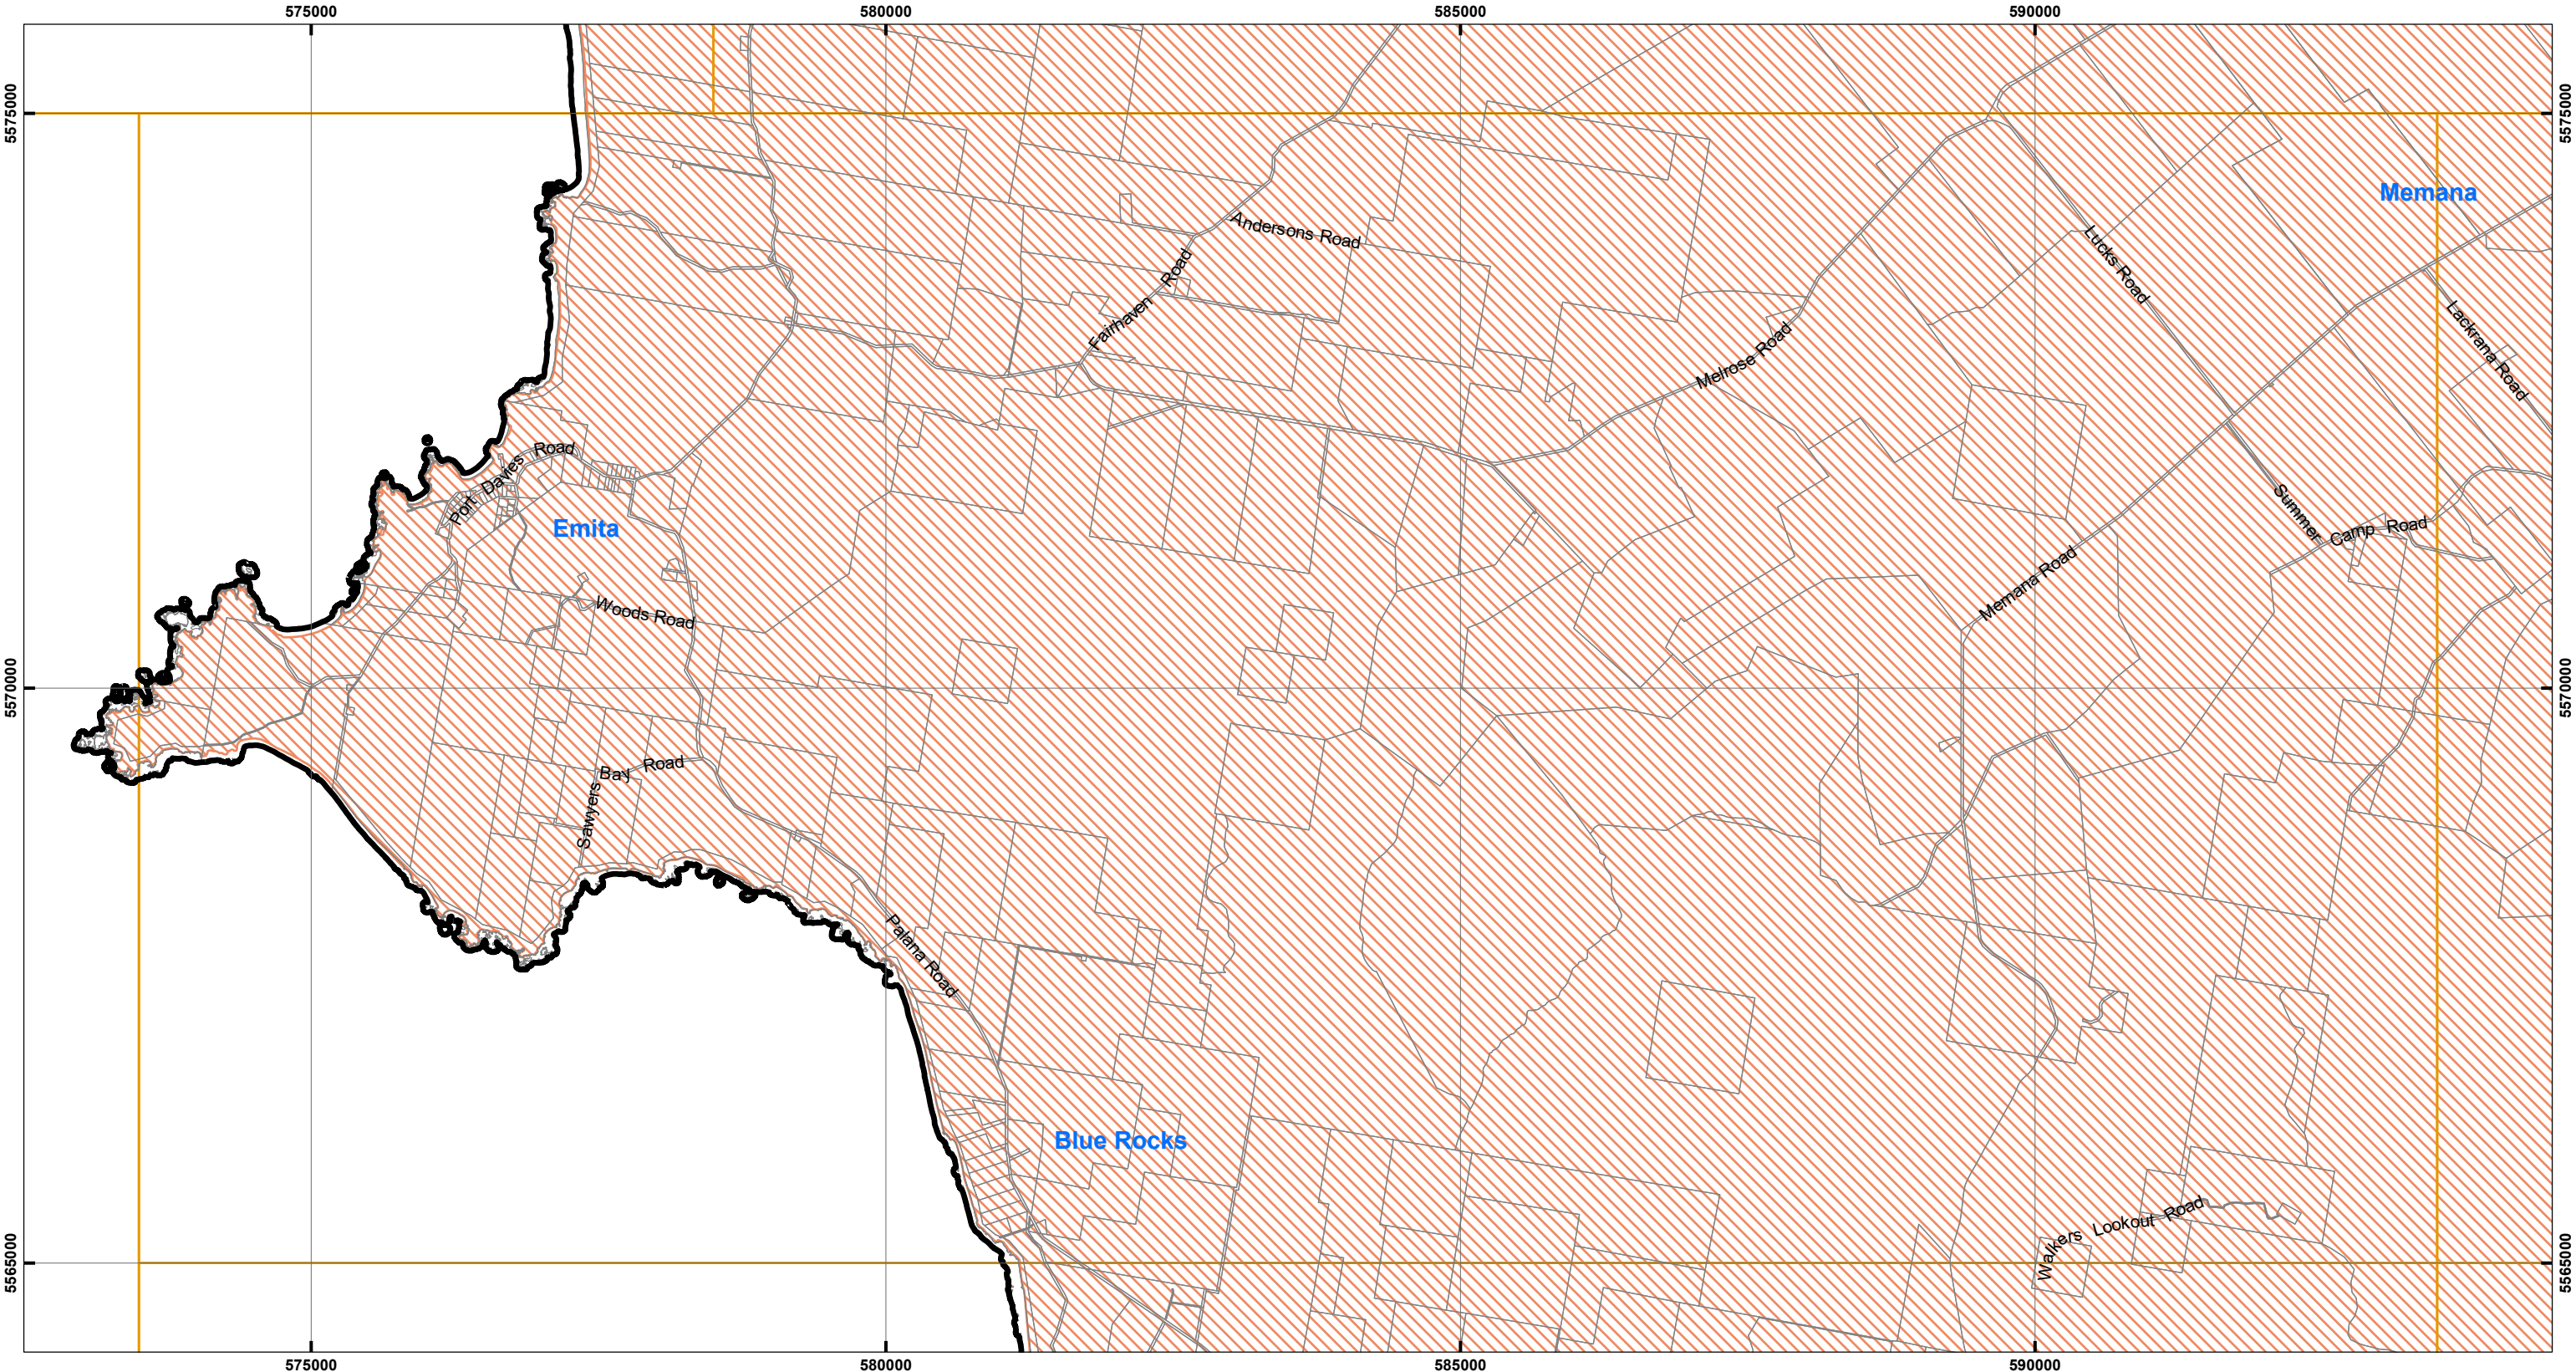 575000
580000
585000
590000
5575000
5575000
Memana
Andersons Road
Lucks Road
Fairhaven Road
Lackrana Road
Melrose Road
Port Davies Road
Emita
Summer Camp Road
Memana Road
Woods Road
5570000
5570000
Sawyers Bay Road
Palana Road
Blue Rocks
Walkers Lookout Road
5565000
5565000
575000
580000
585000
590000